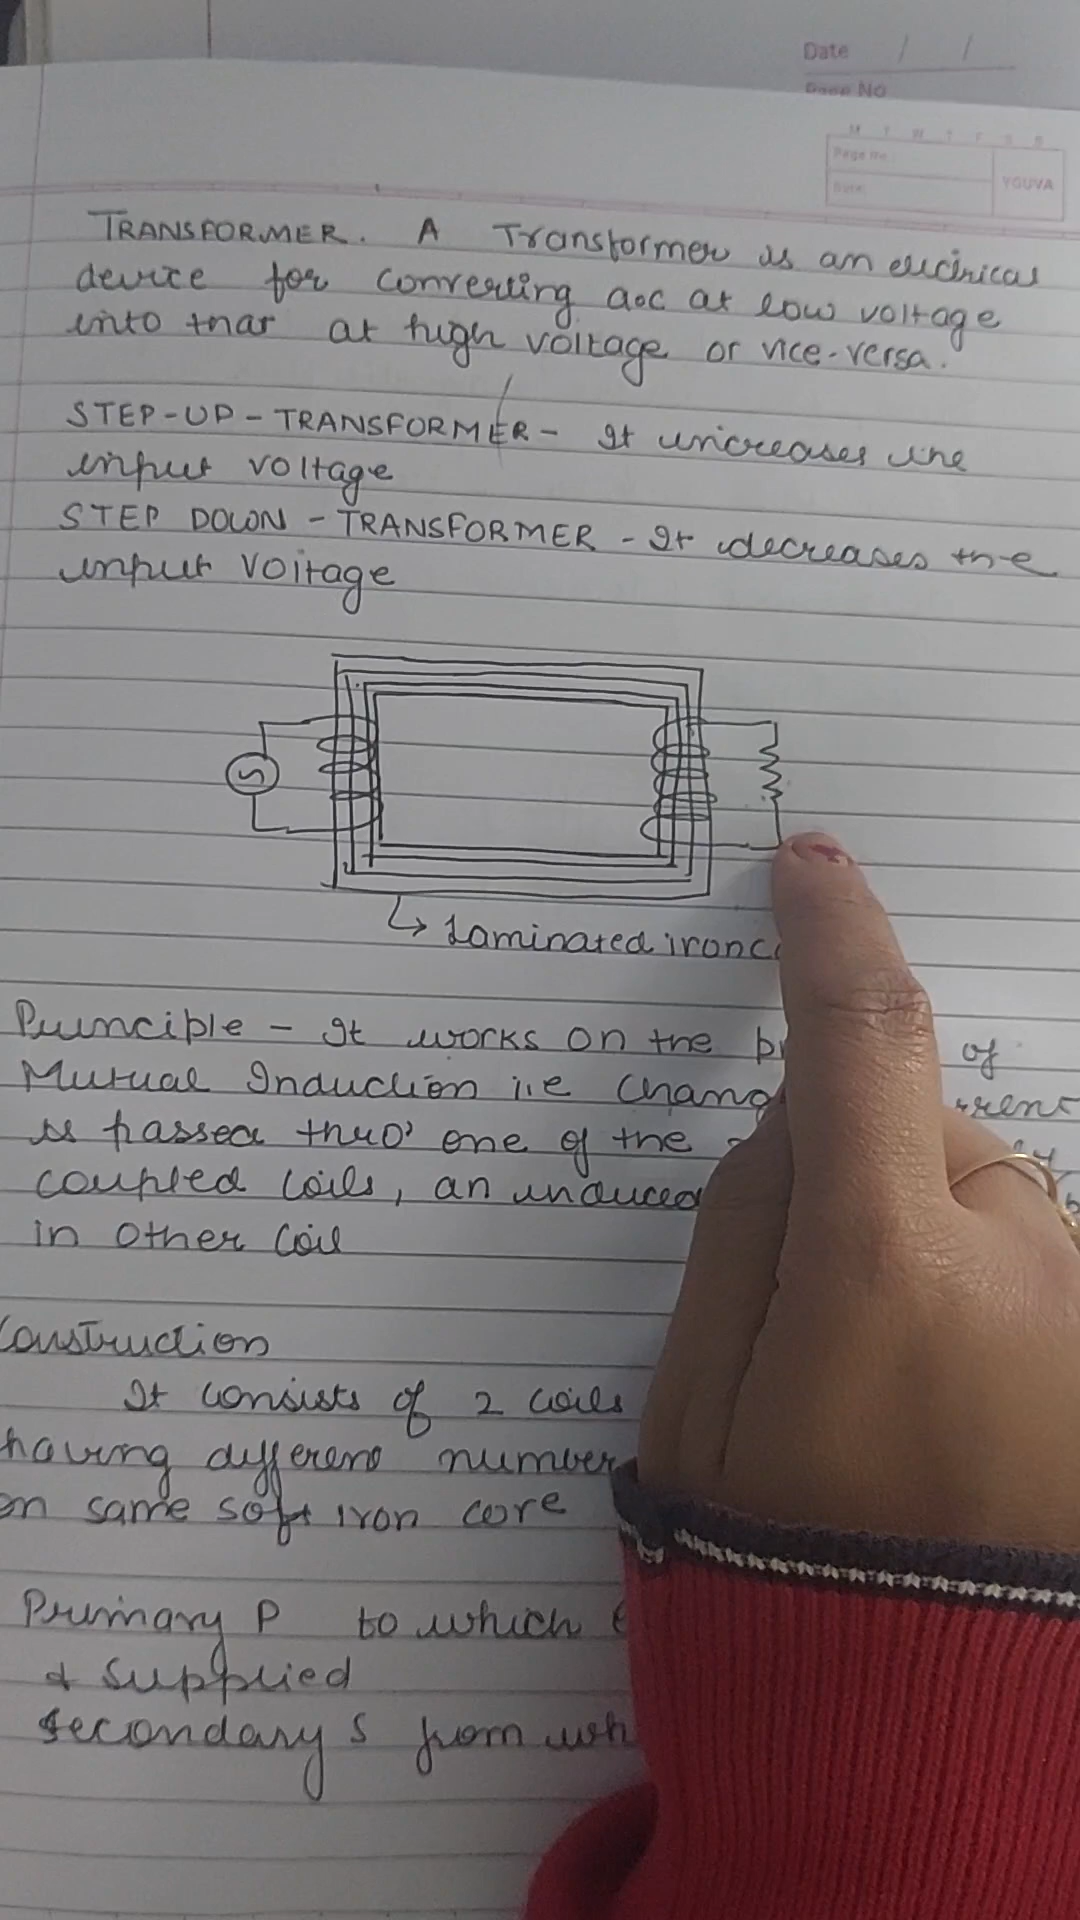 Date / /
Page No
M T W T F S S
Page No.
Date:
YOUVA
TRANSFORMER. A Transformer is an electrical
device for converting a.c at low voltage
into that at high voltage or vice-versa.
STEP-UP-TRANSFORMER- It increases the
input voltage
STEP DOWN-TRANSFORMER-It decreases the
input voltage
Laminated iron
Principle - It works on the of
Mutual Induction i.e
is passed thro' one of the
coupled coils, an induced
in other coil
Construction
It consists of 2 coils
having different number
on same soft iron core
Primary P to which
& supplied
Secondary S from